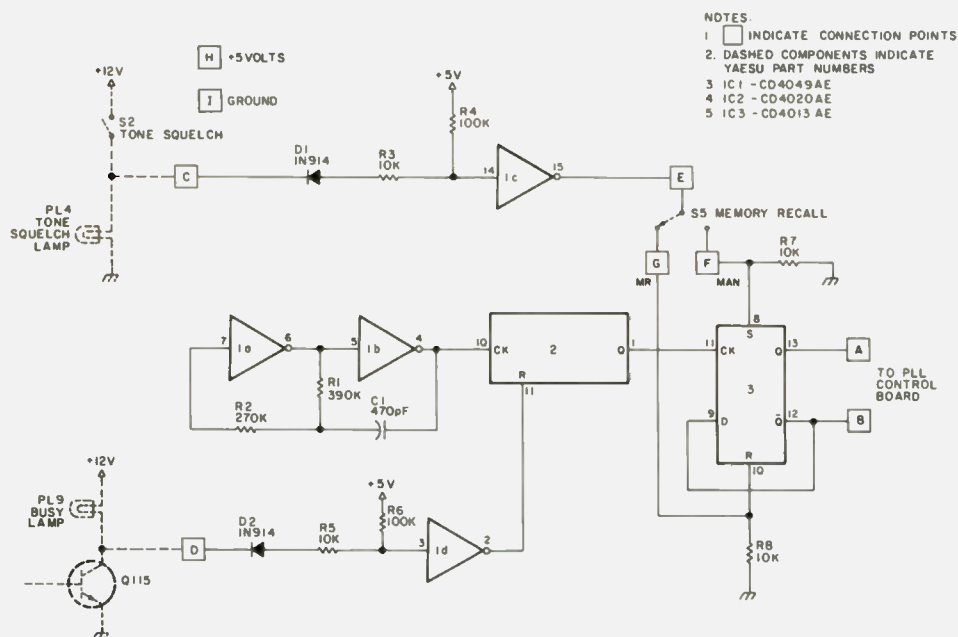 NOTES.
1 INDICATE CONNECTION POINTS
2. DASHED COMPONENTS INDICATE
YAESU PART NUMBERS
3 IC1 - CD4049AE
4 IC2 - CD4020AE
5 IC3 - CD4013AE
H +5VOLTS
I GROUND
+12V
S2
TONE SQUELCH
C
D1
1N914
R3
10K
+5V
R4
100K
14
1c
15
E
PL4
TONE
SQUELCH
LAMP
S5 MEMORY RECALL
G
MR
F
MAN
R7
10K
7
1a
6
5
1b
4
R1
390K
R2
270K
C1
470pF
10
CK
2
Q
1
R
11
8
S
11
CK
Q
13
A
3
9
D
Q̄
12
B
R
10
TO PLL
CONTROL
BOARD
R8
10K
+12V
PL9
BUSY
LAMP
D
D2
1N914
R5
10K
+5V
R6
100K
3
1d
2
Q115